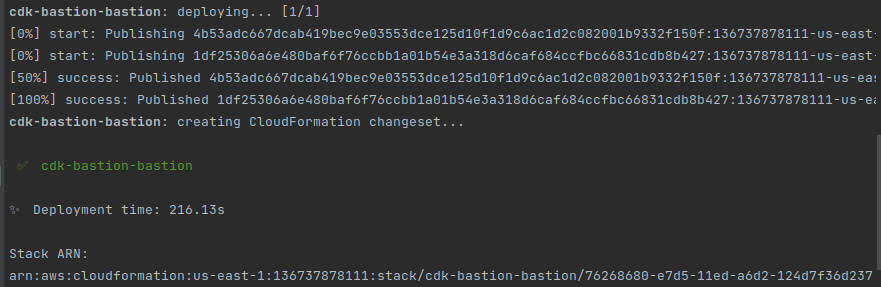 cdk-bastion-bastion: deploying... [1/1]
[0%] start: Publishing 4b53adc667dcab419bec9e03553dce125d10f1d9c6ac1d2c082001b9332f150f:136737878111-us-east-
[0%] start: Publishing 1df25306a6e480baf6f76ccbb1a01b54e3a318d6caf684ccfbc66831cdb8b427:136737878111-us-east-
[50%] success: Published 4b53adc667dcab419bec9e03553dce125d10f1d9c6ac1d2c082001b9332f150f:136737878111-us-eas
[100%] success: Published 1df25306a6e480baf6f76ccbb1a01b54e3a318d6caf684ccfbc66831cdb8b427:136737878111-us-ea
cdk-bastion-bastion: creating CloudFormation changeset...
✅ cdk-bastion-bastion
✨ Deployment time: 216.13s
Stack ARN:
arn:aws:cloudformation:us-east-1:136737878111:stack/cdk-bastion-bastion/76268680-e7d5-11ed-a6d2-124d7f36d237